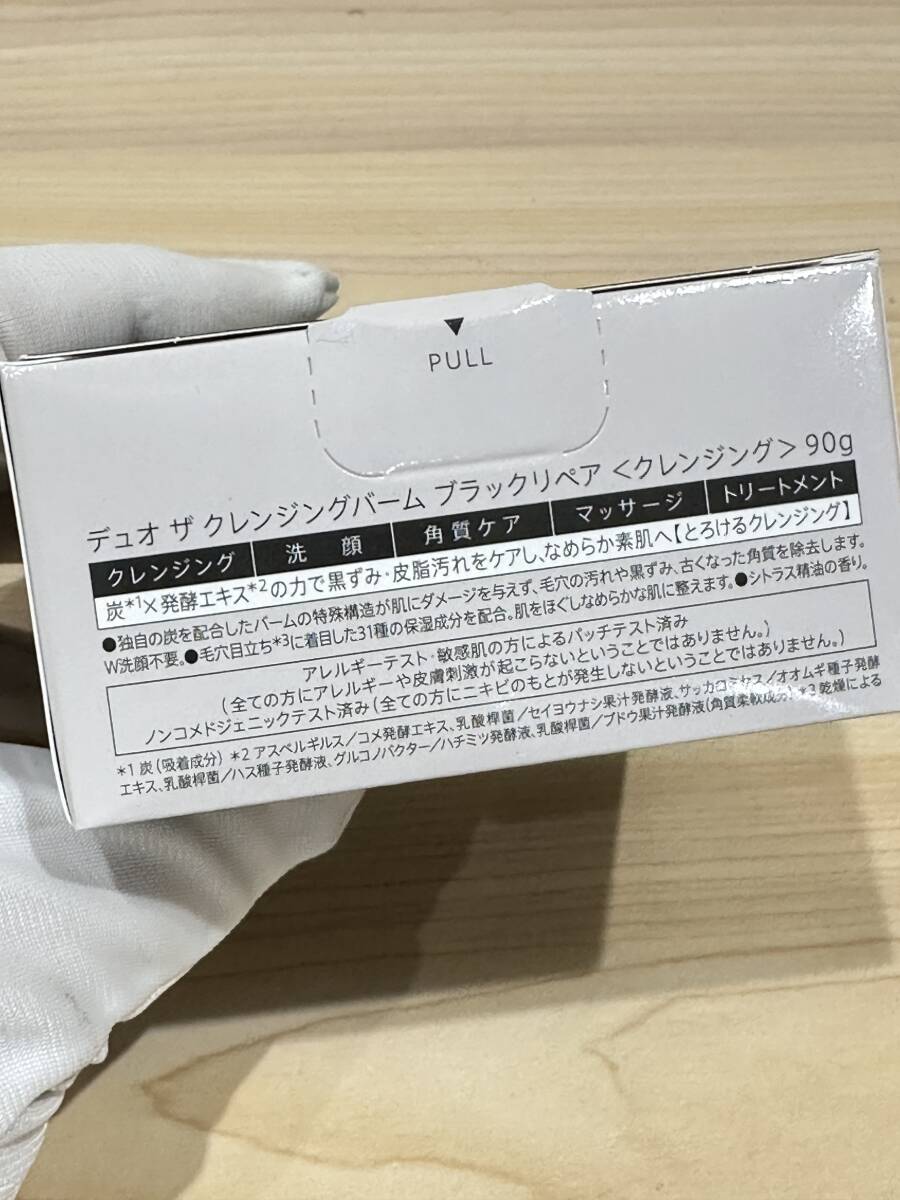 PULL
デュオ ザ クレンジングバーム ブラックリペア <クレンジング> 90g
クレンジング 洗顔 角質ケア マッサージ トリートメント
炭*1×発酵エキス*2の力で黒ずみ・皮脂汚れをケアし、なめらか素肌へ【とろけるクレンジング】
●独自の炭を配合したバームの特殊構造が肌にダメージを与えず、毛穴の汚れや黒ずみ、古くなった角質を除去します。
W洗顔不要。●毛穴目立ち*3に着目した31種の保湿成分を配合。肌をほぐしなめらかな肌に整えます。●シトラス精油の香り。
アレルギーテスト・敏感肌の方によるパッチテスト済み
(全ての方にアレルギーや皮膚刺激が起こらないということではありません。)
ノンコメドジェニックテスト済み(全ての方にニキビのもとが発生しないということではありません。)
*1 炭(吸着成分) *2 アスペルギルス/コメ発酵エキス、乳酸桿菌/セイヨウナシ果汁発酵液、サッカロミセス/オオムギ種子発酵
エキス、乳酸桿菌/ハス種子発酵液、グルコノバクター/ハチミツ発酵液、乳酸桿菌/ブドウ果汁発酵液(角質柔軟成分) *3 乾燥による